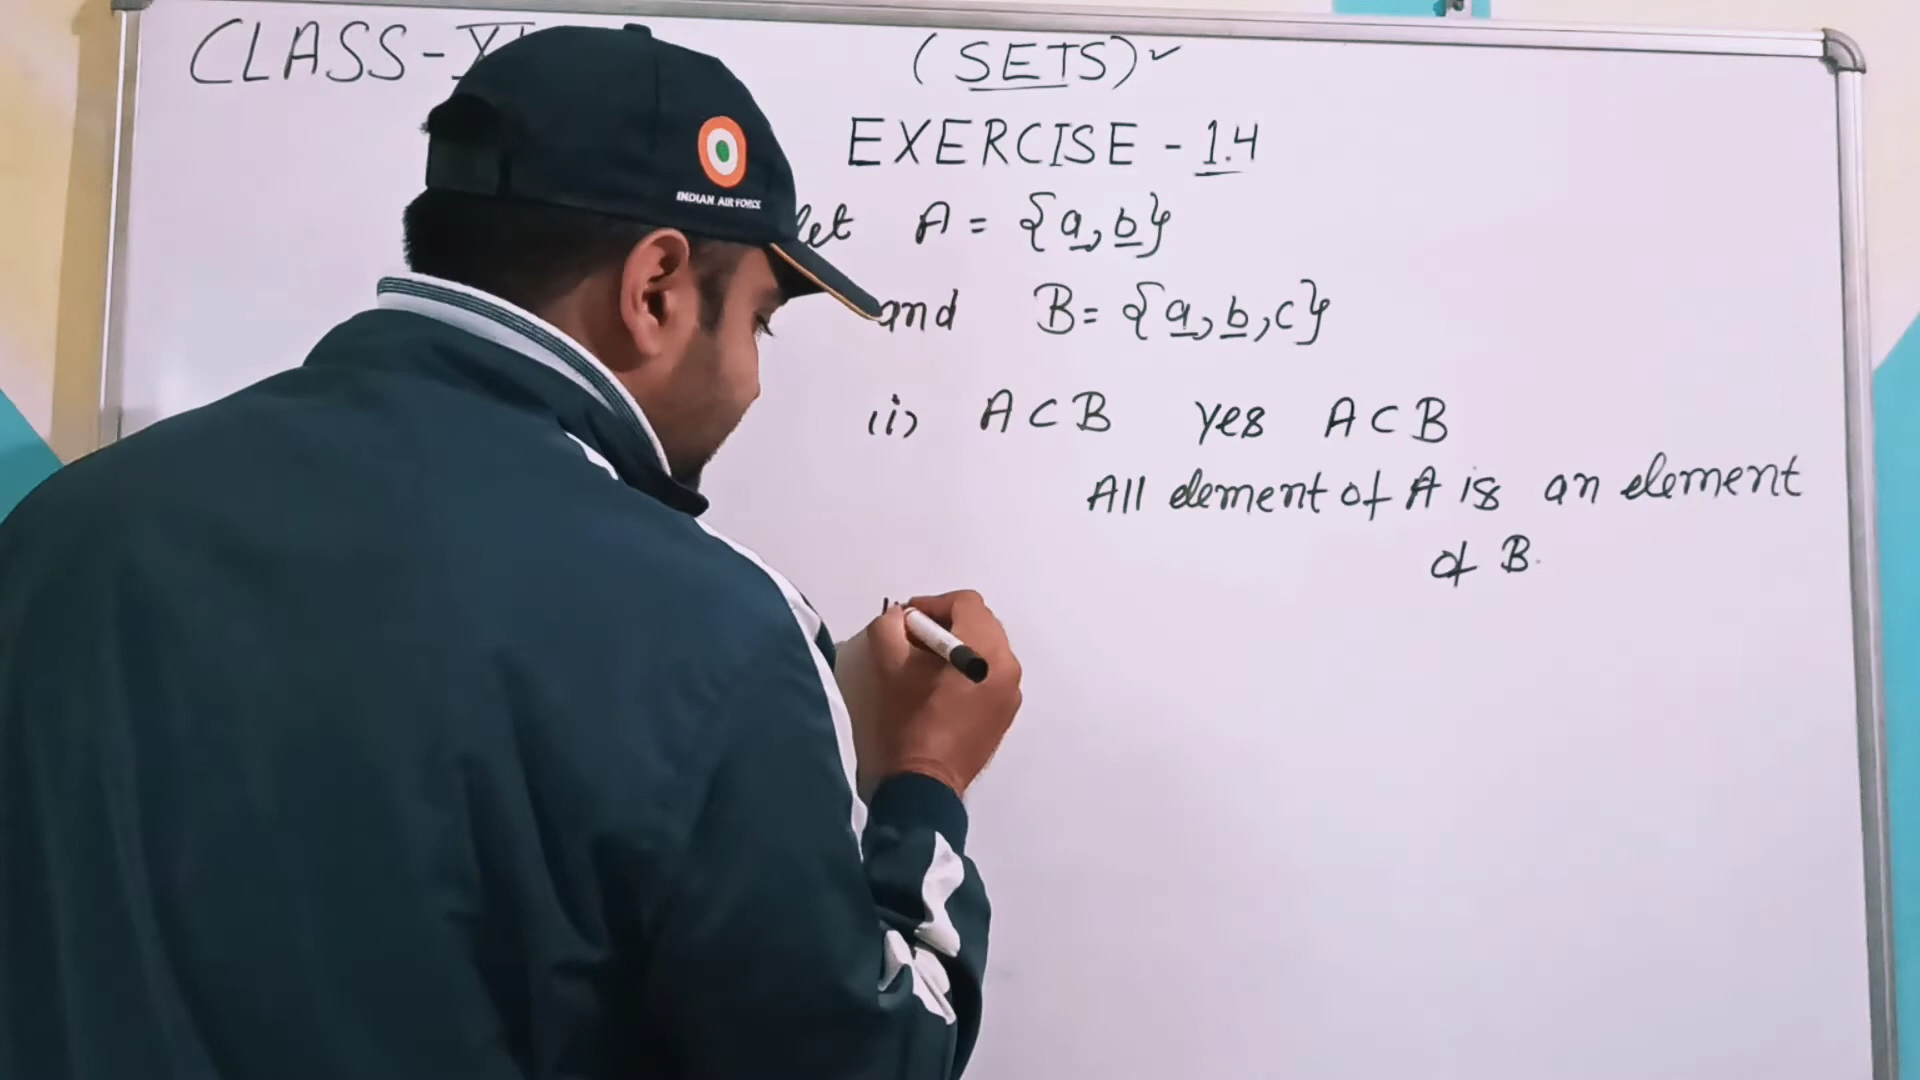 CLASS-XI
(SETS)✓
EXERCISE - 1.4
INDIAN AIR FORCE
let A = {a, b}
and B = {a, b, c}
(i) A ⊂ B yes A ⊂ B
All element of A is an element
of B.